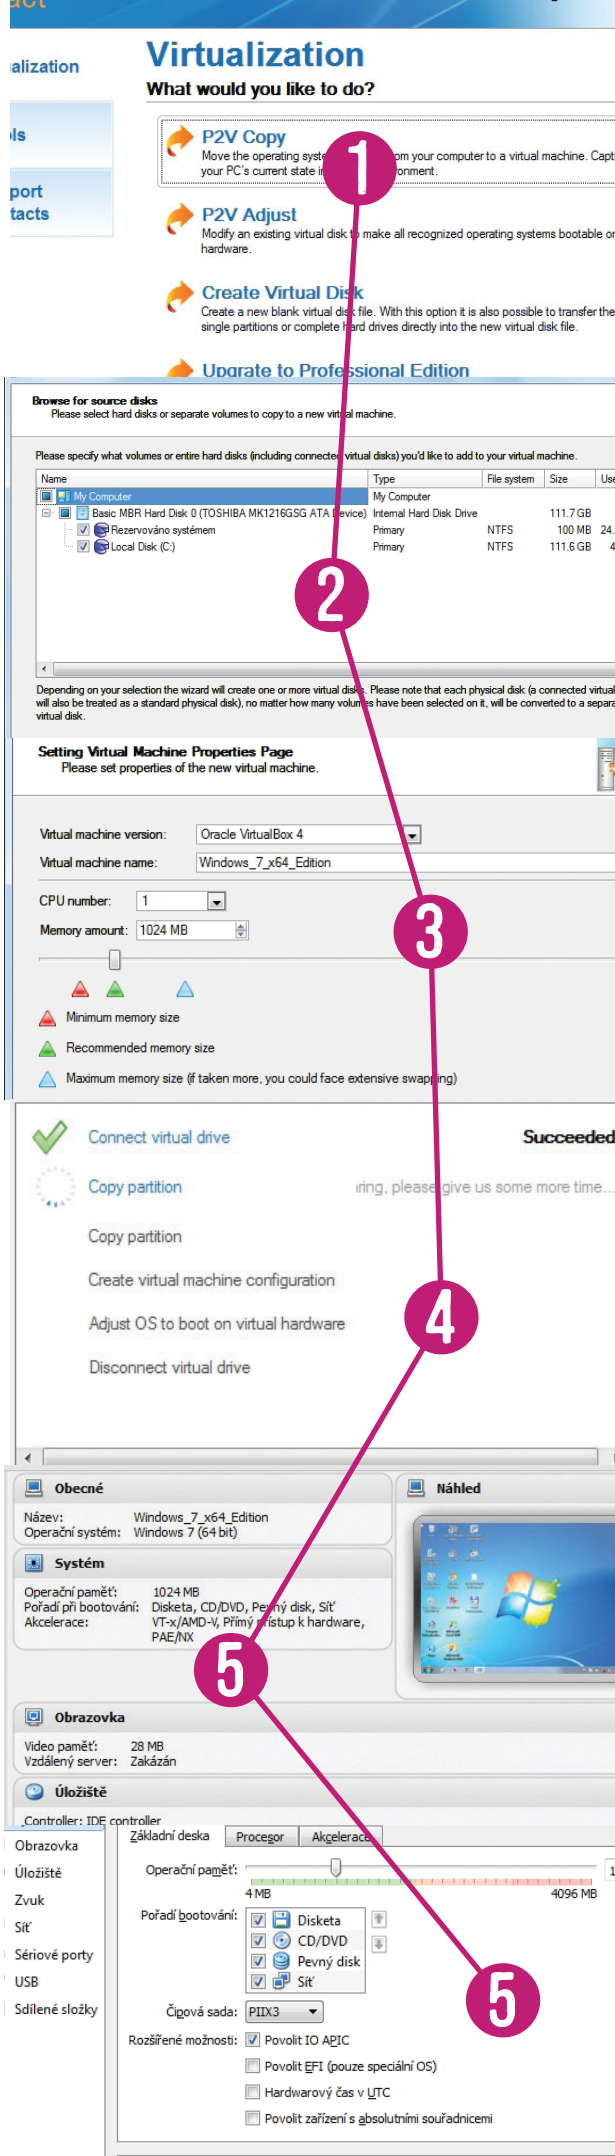 alization
Virtualization
What would you like to do?
P2V Copy
Move the operating syste om your computer to a virtual machine. Capt
your PC's current state i onment.
1
port
tacts
P2V Adjust
Modify an existing virtual disk to make all recognized operating systems bootable or
hardware.
Create Virtual Disk
Create a new blank virtual disk file. With this option it is also possible to transfer the
single partitions or complete hard drives directly into the new virtual disk file.
Upgrade to Professional Edition
Browse for source disks
Please select hard disks or separate volumes to copy to a new virtual machine.
Please specify what volumes or entire hard disks (including connected virtual disks) you'd like to add to your virtual machine.
Name Type File system Size Use
My Computer My Computer
Basic MBR Hard Disk 0 (TOSHIBA MK1216GSG ATA Device) Internal Hard Disk Drive 111.7 GB
Rezervováno systémem Primary NTFS 100 MB 24.
Local Disk (C:) Primary NTFS 111.6 GB 4
2
Depending on your selection the wizard will create one or more virtual disks. Please note that each physical disk (a connected virtual
will also be treated as a standard physical disk), no matter how many volumes have been selected on it, will be converted to a separa
virtual disk.
Setting Virtual Machine Properties Page
Please set properties of the new virtual machine.
Virtual machine version: Oracle VirtualBox 4
Virtual machine name: Windows_7_x64_Edition
CPU number: 1
Memory amount: 1024 MB
3
Minimum memory size
Recommended memory size
Maximum memory size (if taken more, you could face extensive swapping)
Connect virtual drive Succeeded
Copy partition ring, please give us some more time...
Copy partition
Create virtual machine configuration
Adjust OS to boot on virtual hardware
4
Disconnect virtual drive
Obecné
Název: Windows_7_x64_Edition
Operační systém: Windows 7 (64 bit)
Náhled
Systém
Operační paměť: 1024 MB
Pořadí při bootování: Disketa, CD/DVD, Pevný disk, Síť
Akcelerace: VT-x/AMD-V, Přímý přístup k hardware,
PAE/NX
5
Obrazovka
Video paměť: 28 MB
Vzdálený server: Zakázán
Úložiště
Controller: IDE controller
Obrazovka
Úložiště
Zvuk
Síť
Sériové porty
USB
Sdílené složky
Základní deska Procesor Akcelerace
Operační paměť: 1
4 MB 4096 MB
Pořadí bootování: Disketa
CD/DVD
Pevný disk
Síť
5
Čipová sada: PIIX3
Rozšířené možnosti: Povolit IO APIC
Povolit EFI (pouze speciální OS)
Hardwarový čas v UTC
Povolit zařízení s absolutními souřadnicemi